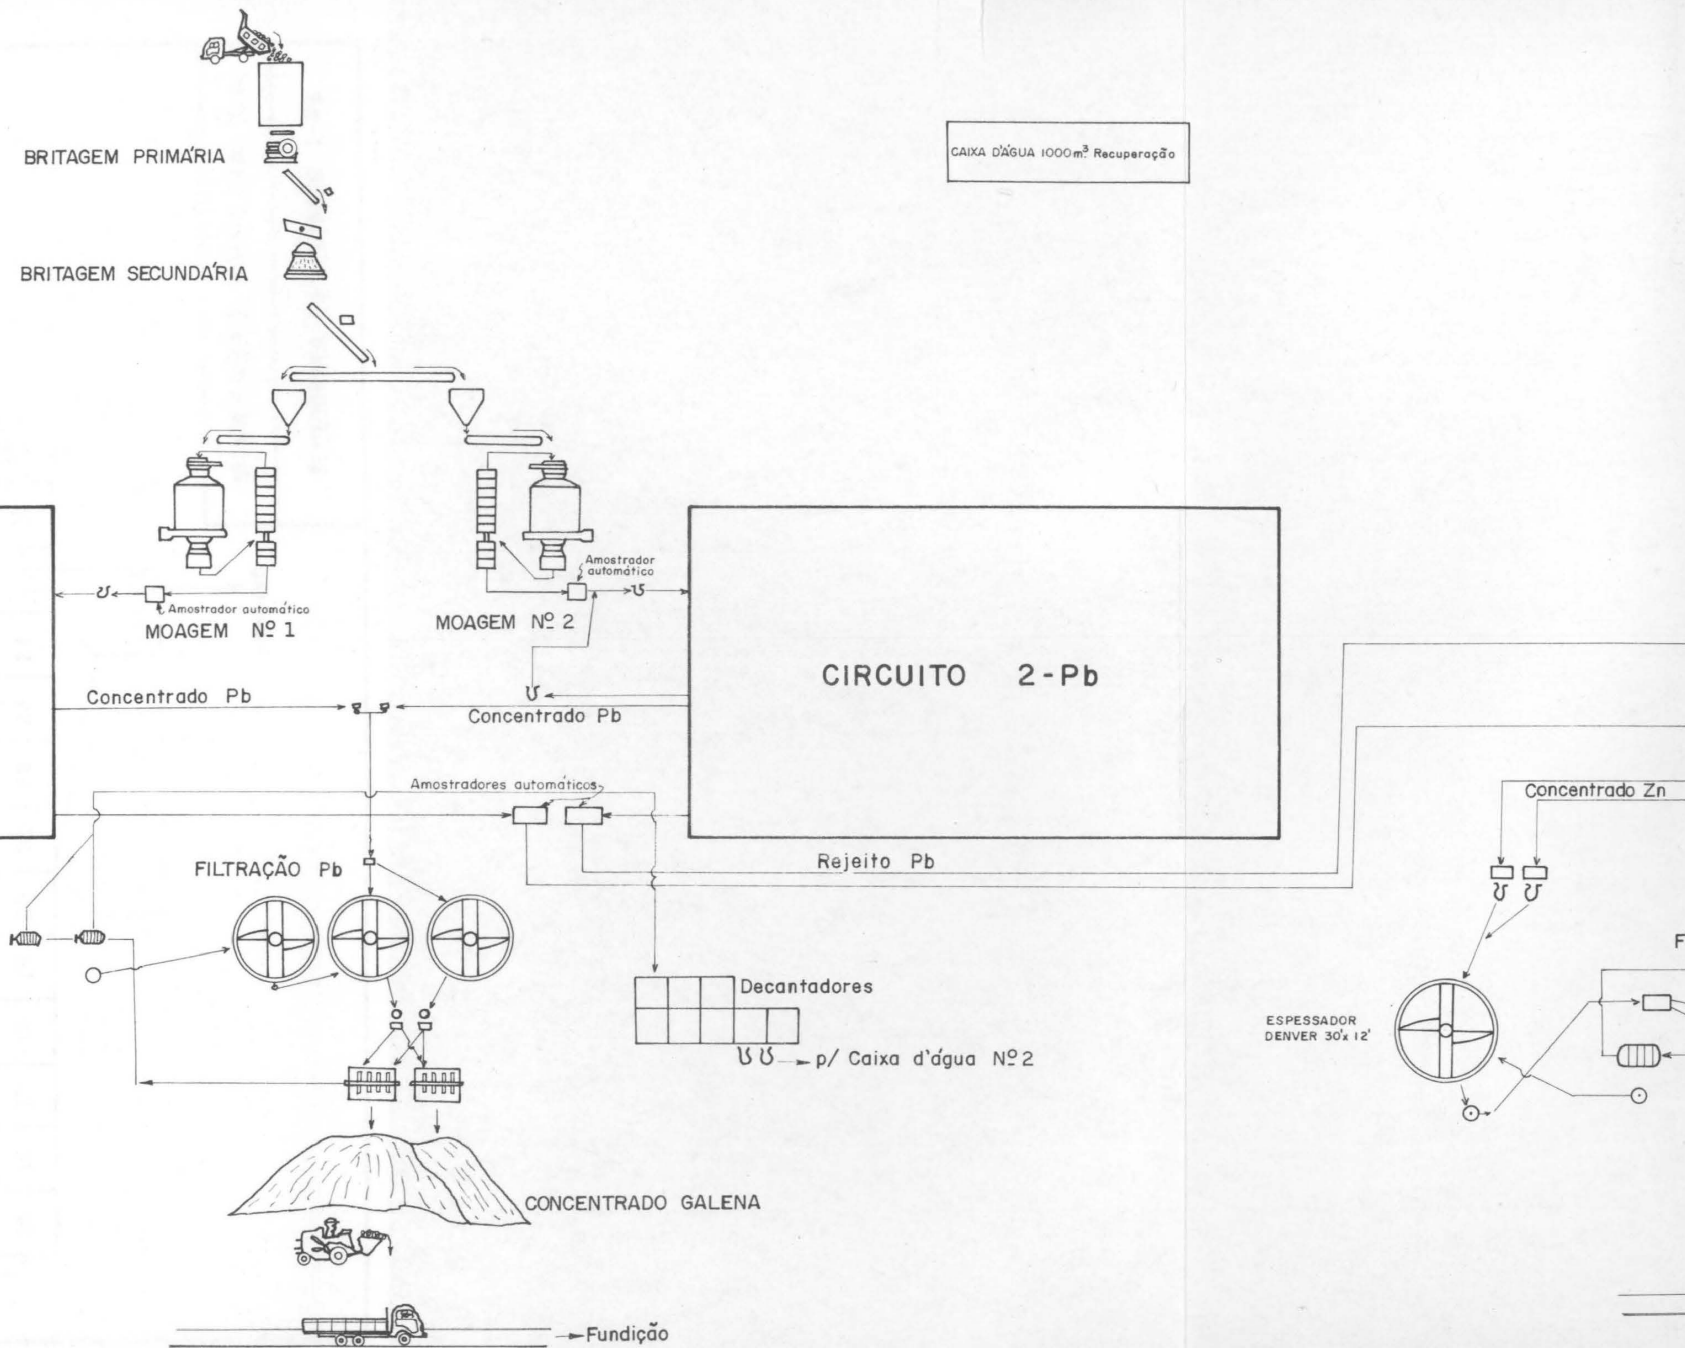 BRITAGEM PRIMÁRIA
CAIXA D'ÁGUA 1000m³. Recuperação
BRITAGEM SECUNDÁRIA
Amostrador
automático
Amostrador automático
MOAGEM Nº 1
MOAGEM Nº 2
CIRCUITO 2-Pb
Concentrado Pb
Concentrado Pb
Amostradores automáticos
Concentrado Zn
Rejeito Pb
FILTRAÇÃO Pb
F
Decantadores
ESPESSADOR
DENVER 30'x 12'
p/ Caixa d'água Nº 2
CONCENTRADO GALENA
Fundição